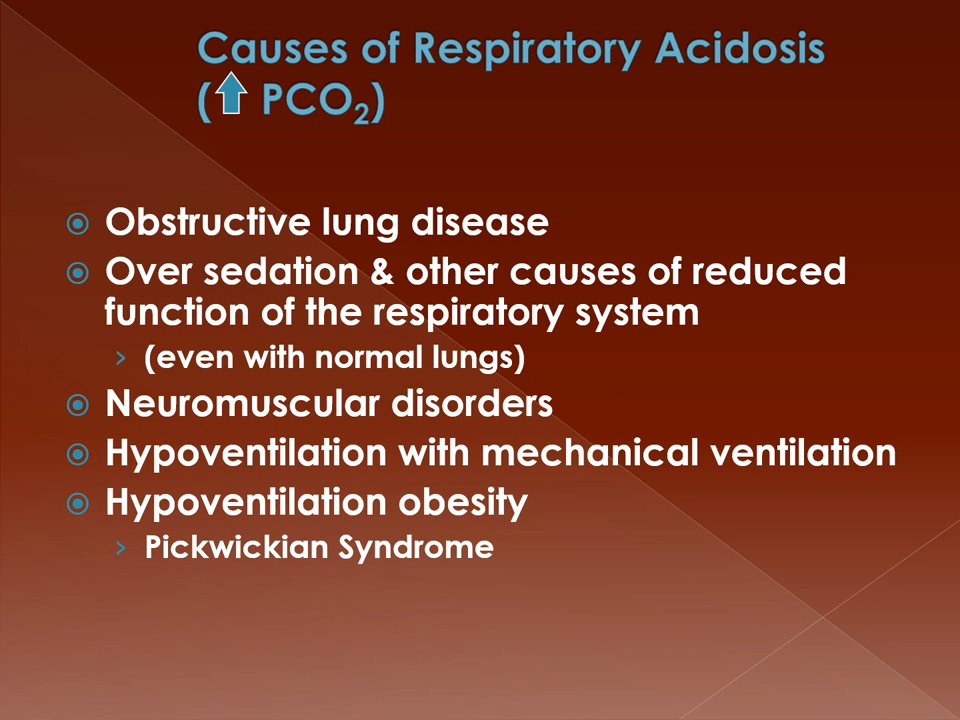 Causes of Respiratory Acidosis
(⬆ PCO₂)
Obstructive lung disease
Over sedation & other causes of reduced
function of the respiratory system
(even with normal lungs)
Neuromuscular disorders
Hypoventilation with mechanical ventilation
Hypoventilation obesity
Pickwickian Syndrome